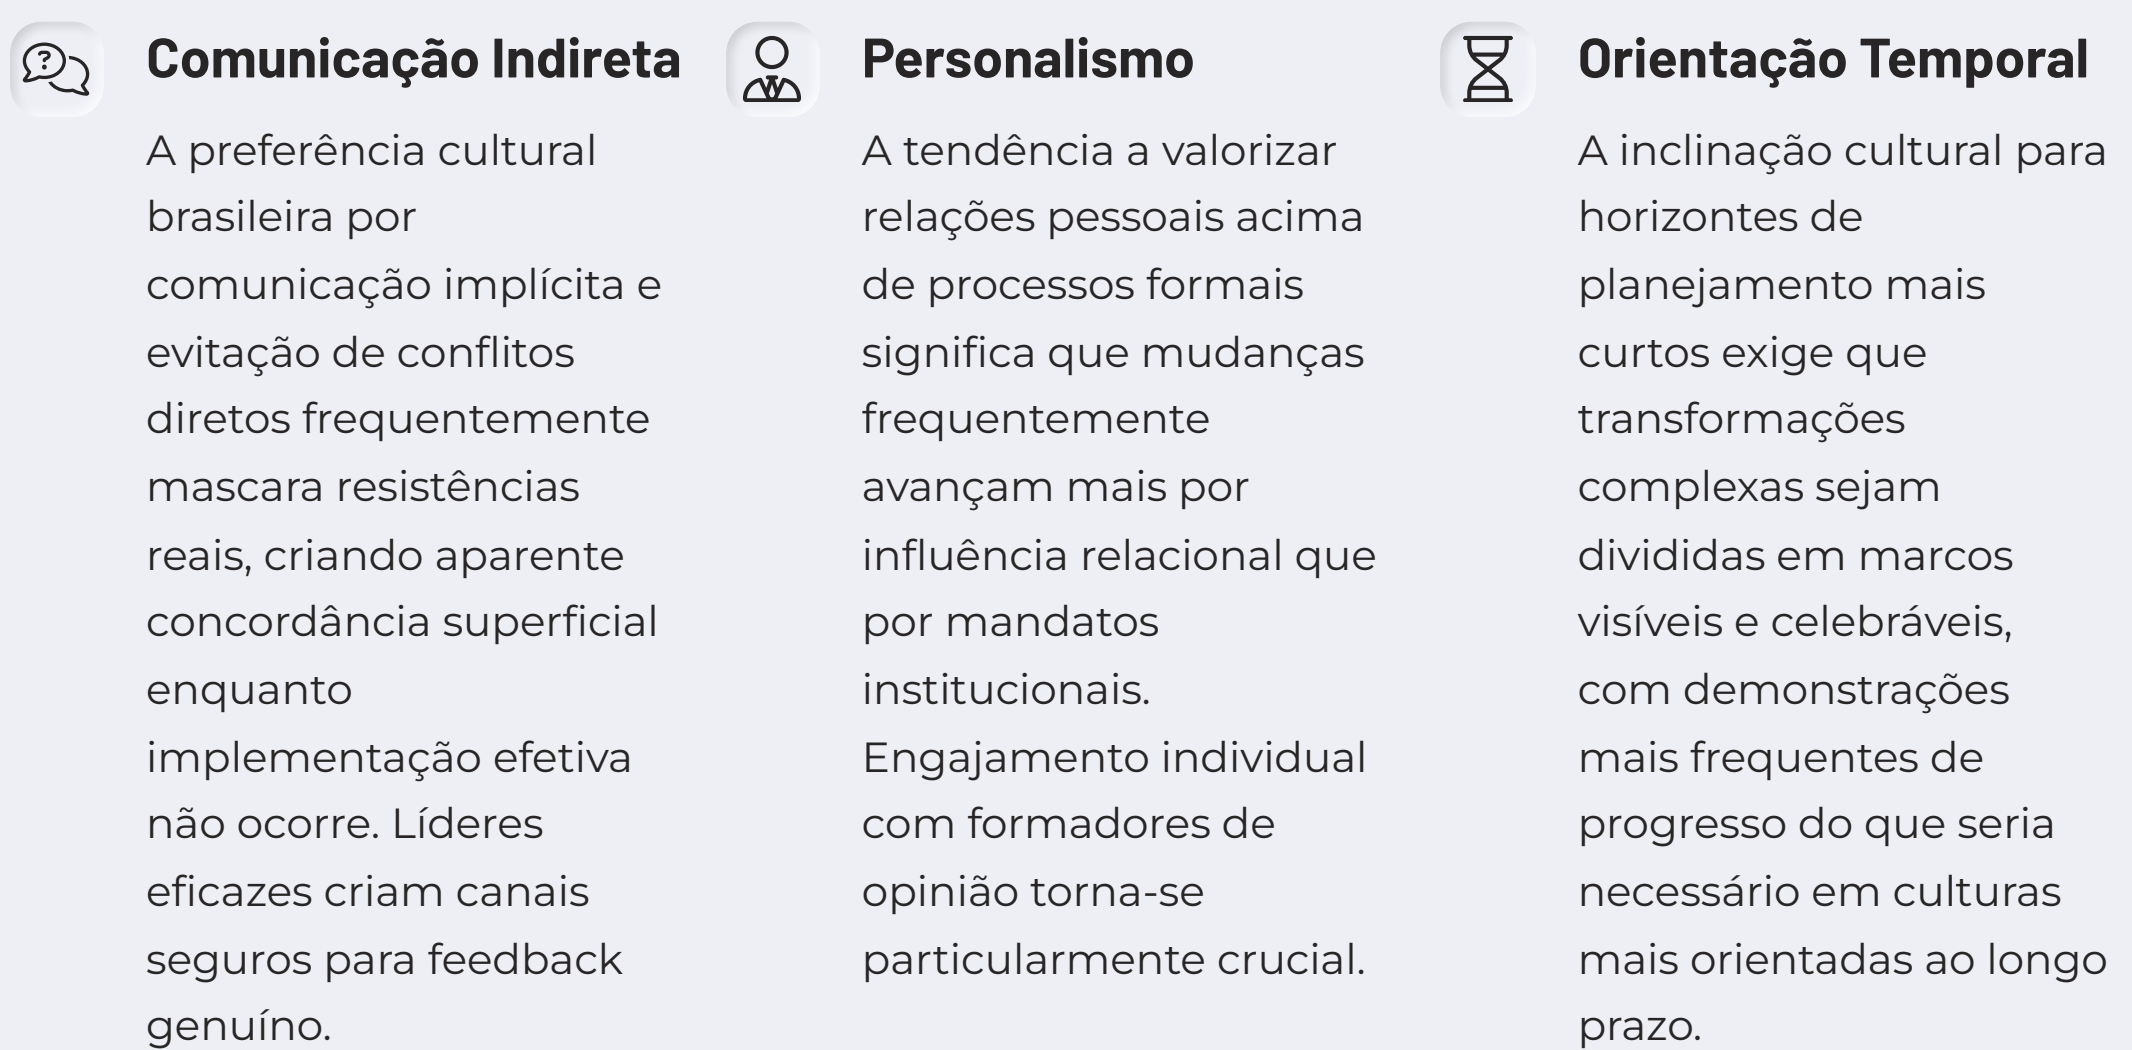 Comunicação Indireta
A preferência cultural
brasileira por
comunicação implícita e
evitação de conflitos
diretos frequentemente
mascara resistências
reais, criando aparente
concordância superficial
enquanto
implementação efetiva
não ocorre. Líderes
eficazes criam canais
seguros para feedback
genuíno.
Personalismo
A tendência a valorizar
relações pessoais acima
de processos formais
significa que mudanças
frequentemente
avançam mais por
influência relacional que
por mandatos
institucionais.
Engajamento individual
com formadores de
opinião torna-se
particularmente crucial.
Orientação Temporal
A inclinação cultural para
horizontes de
planejamento mais
curtos exige que
transformações
complexas sejam
divididas em marcos
visíveis e celebráveis,
com demonstrações
mais frequentes de
progresso do que seria
necessário em culturas
mais orientadas ao longo
prazo.